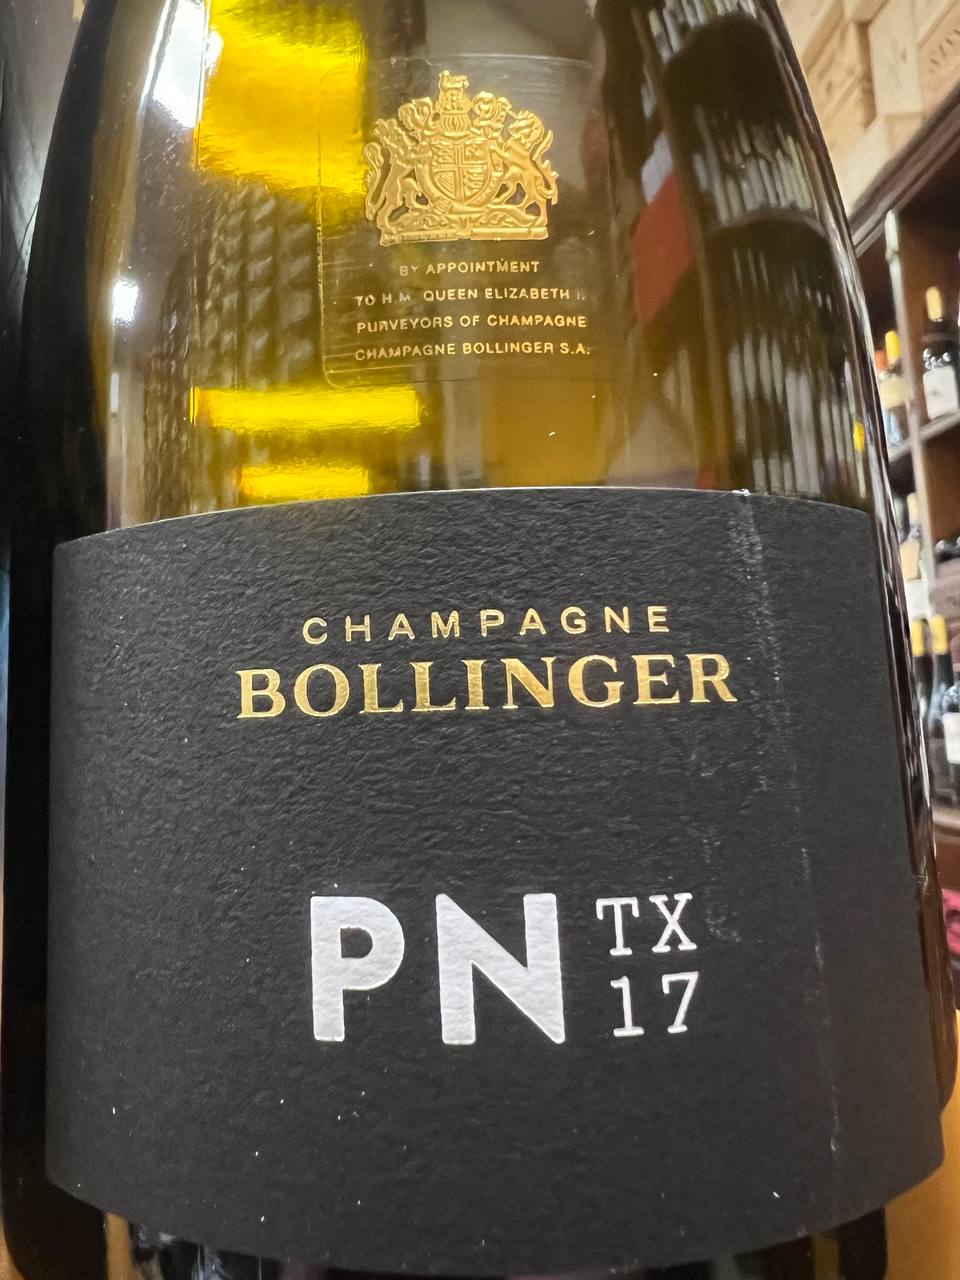 BY APPOINTMENT
TO H.M. QUEEN ELIZABETH II
PURVEYORS OF CHAMPAGNE
CHAMPAGNE BOLLINGER S.A.
CHAMPAGNE
BOLLINGER
PN TX
17